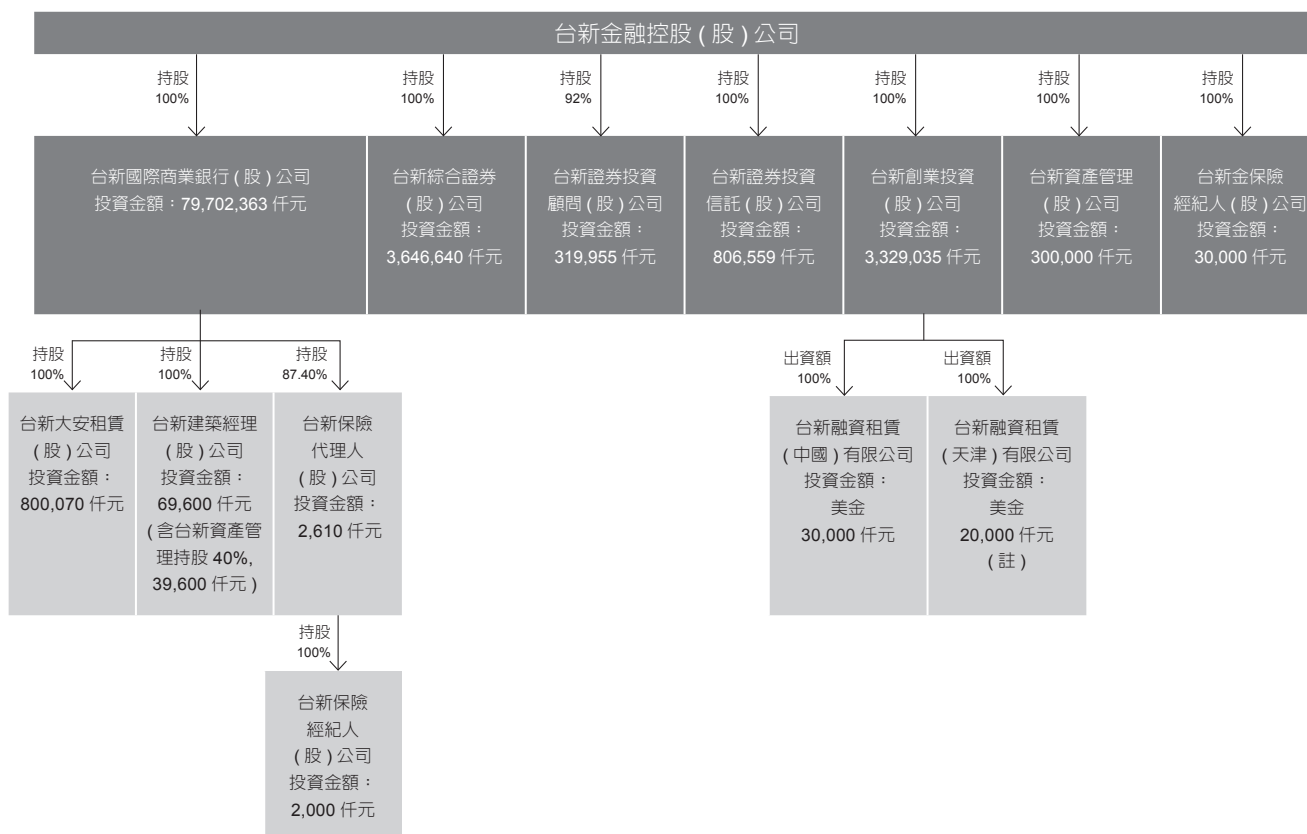 台新金融控股 ( 股 ) 公司
持股
100%
持股
100%
持股
92%
持股
100%
持股
100%
持股
100%
持股
100%
台新國際商業銀行 ( 股 ) 公司
投資金額：79,702,363 仟元
台新綜合證券
( 股 ) 公司
投資金額：
3,646,640 仟元
台新證券投資
顧問 ( 股 ) 公司
投資金額：
319,955 仟元
台新證券投資
信託 ( 股 ) 公司
投資金額：
806,559 仟元
台新創業投資
( 股 ) 公司
投資金額：
3,329,035 仟元
台新資產管理
( 股 ) 公司
投資金額：
300,000 仟元
台新金保險
經紀人 ( 股 ) 公司
投資金額：
30,000 仟元
持股
100%
持股
100%
持股
87.40%
出資額
100%
出資額
100%
台新大安租賃
( 股 ) 公司
投資金額：
800,070 仟元
台新建築經理
( 股 ) 公司
投資金額：
69,600 仟元
( 含台新資產管
理持股 40%,
39,600 仟元 )
台新保險
代理人
( 股 ) 公司
投資金額：
2,610 仟元
台新融資租賃
( 中國 ) 有限公司
投資金額：
美金
30,000 仟元
台新融資租賃
( 天津 ) 有限公司
投資金額：
美金
20,000 仟元
( 註 )
持股
100%
台新保險
經紀人
( 股 ) 公司
投資金額：
2,000 仟元